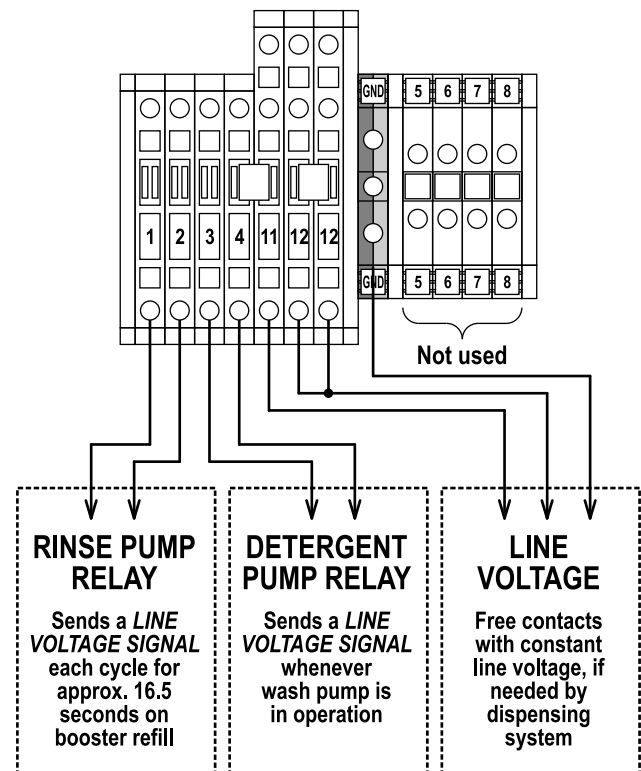 GND 5 6 7 8
1 2 3 4 11 12 12
GND 5 6 7 8
Not used
RINSE PUMP
RELAY
Sends a LINE
VOLTAGE SIGNAL
each cycle for
approx. 16.5
seconds on
booster refill
DETERGENT
PUMP RELAY
Sends a LINE
VOLTAGE SIGNAL
whenever
wash pump is
in operation
LINE
VOLTAGE
Free contacts
with constant
line voltage, if
needed by
dispensing
system